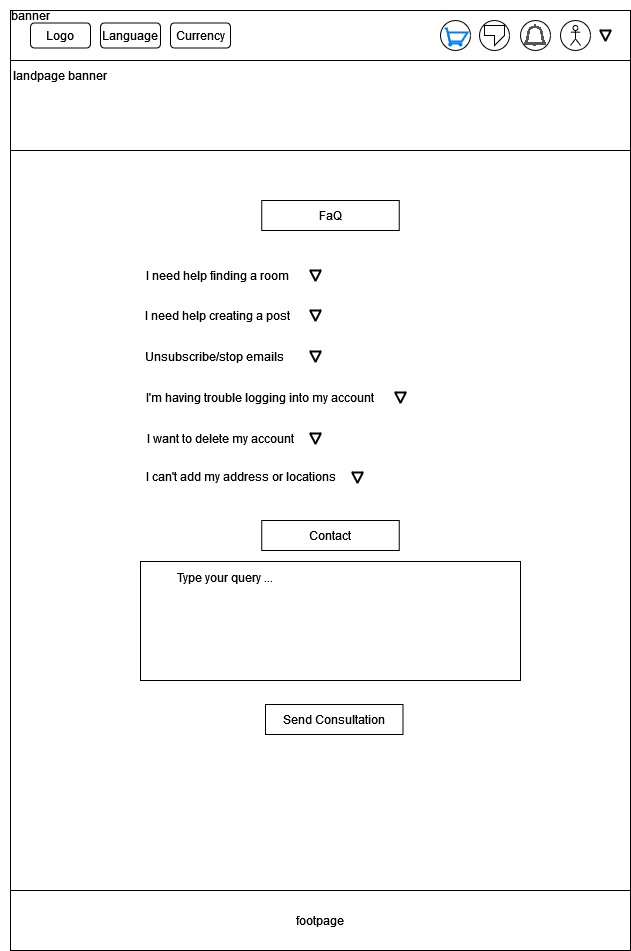 banner
Logo
Language
Currency
landpage banner
FaQ
I need help finding a room
I need help creating a post
Unsubscribe/stop emails
I'm having trouble logging into my account
I want to delete my account
I can't add my address or locations
Contact
Type your query ...
Send Consultation
footpage